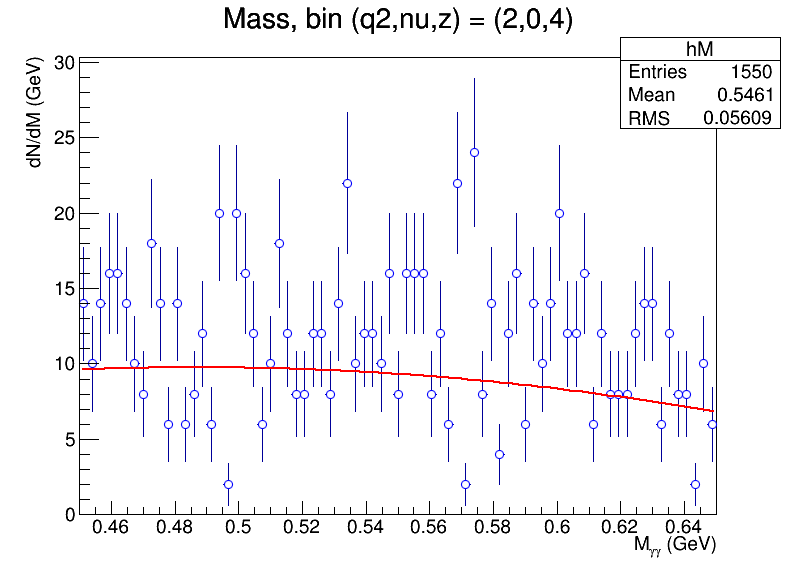 Mass, bin (q2,nu,z) = (2,0,4)
hM
Entries 1550
Mean 0.5461
RMS 0.05609
dN/dM (GeV)
30
25
20
15
10
5
0
0.46 0.48 0.5 0.52 0.54 0.56 0.58 0.6 0.62 0.64
Mγγ (GeV)